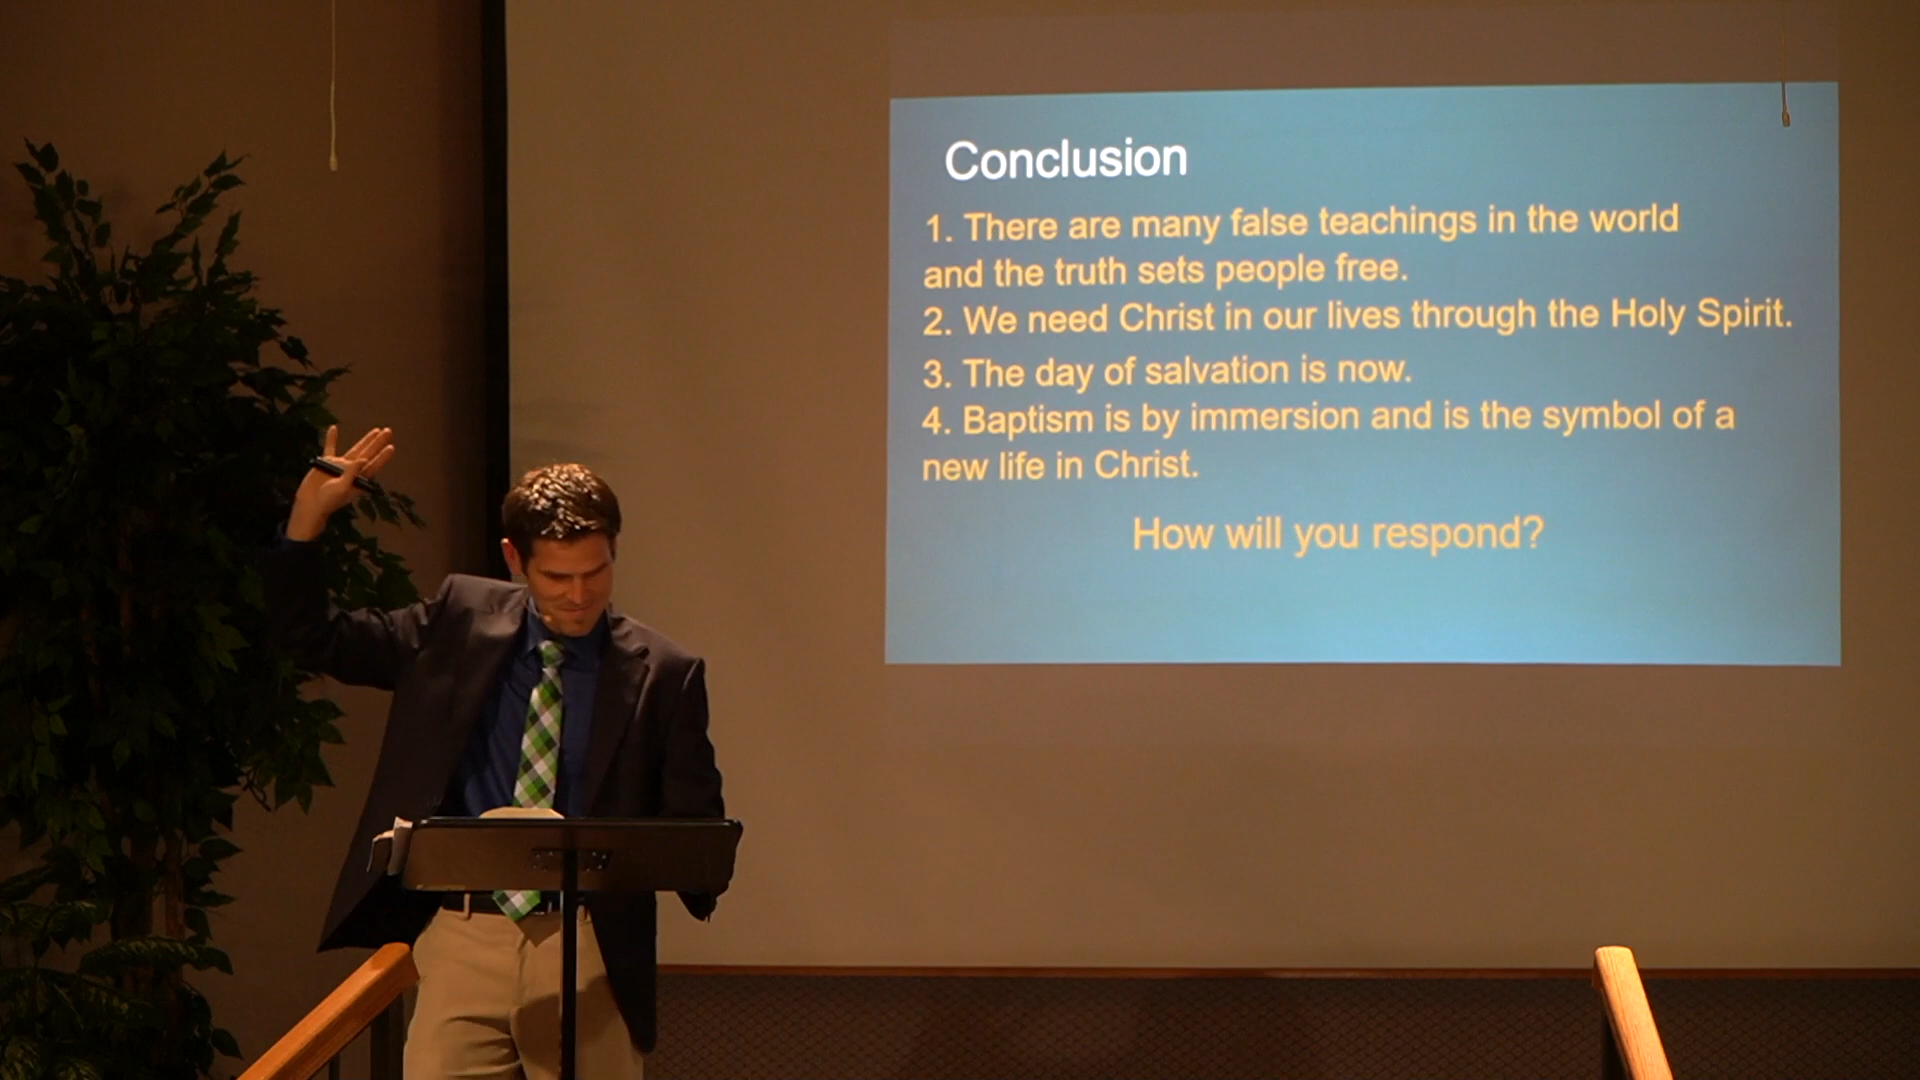 Conclusion
1. There are many false teachings in the world
and the truth sets people free.
2. We need Christ in our lives through the Holy Spirit.
3. The day of salvation is now.
4. Baptism is by immersion and is the symbol of a
new life in Christ.
How will you respond?